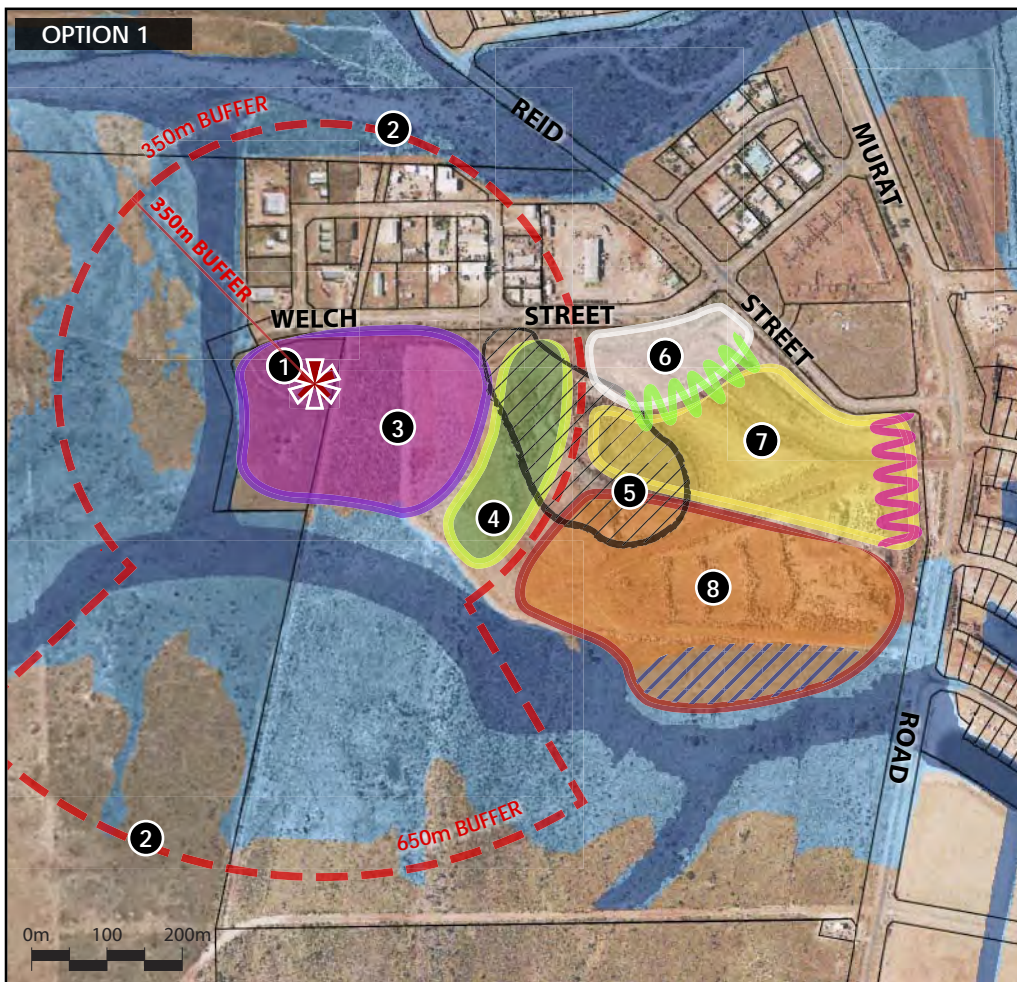 OPTION 1
350m BUFFER
2
REID
MURAT
350m BUFFER
WELCH
STREET
STREET
1
6
3
7
5
4
8
ROAD
650m BUFFER
2
0m 100 200m